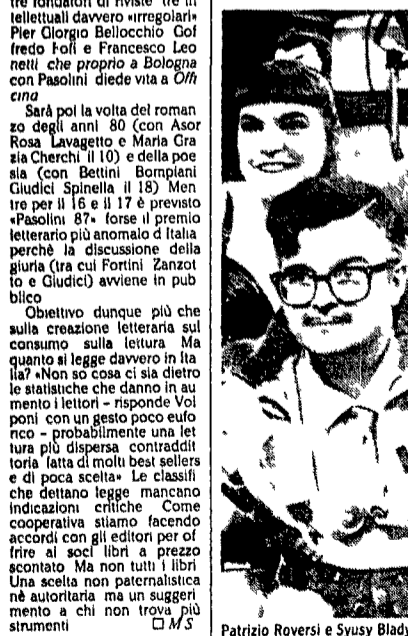 tre fondatori di riviste tre in
tellettuali davvero «irregolari»
Pier Giorgio Bellocchio Gof
fredo Fofi e Francesco Leo
netti che proprio a Bologna
con Pasolini diede vita a Offi
cina
Sarà poi la volta del roman
zo degli anni 80 (con Asor
Rosa Lavagetto e Maria Gra
zia Cherchi il 10) e della poe
sia (con Bettini Bompiani
Giudici Spinella il 18) Men
tre per il 16 e il 17 è previsto
«Pasolini 87» forse il premio
letterario più anomalo d Italia
perchè la discussione della
giuria (tra cui Fortini Zanzot
to e Giudici) avviene in pub
blico
Obiettivo dunque più che
sulla creazione letteraria sul
consumo sulla lettura Ma
quanto si legge davvero in Ita
lia? «Non so cosa ci sia dietro
le statistiche che danno in au
mento i lettori – risponde Vol
poni con un gesto poco eufo
rico – probabilmente una let
tura più dispersa contraddit
toria fatta di molti best sellers
e di poca scelta» Le classifi
che dettano legge mancano
indicazioni critiche Come
cooperativa stiamo facendo
accordi con gli editori per of
frire ai soci libri a prezzo
scontato Ma non tutti i libri
Una scelta non paternalistica
nè autoritaria ma un suggeri
mento a chi non trova più
strumenti □ M S
Patrizio Roversi e Syusy Blady